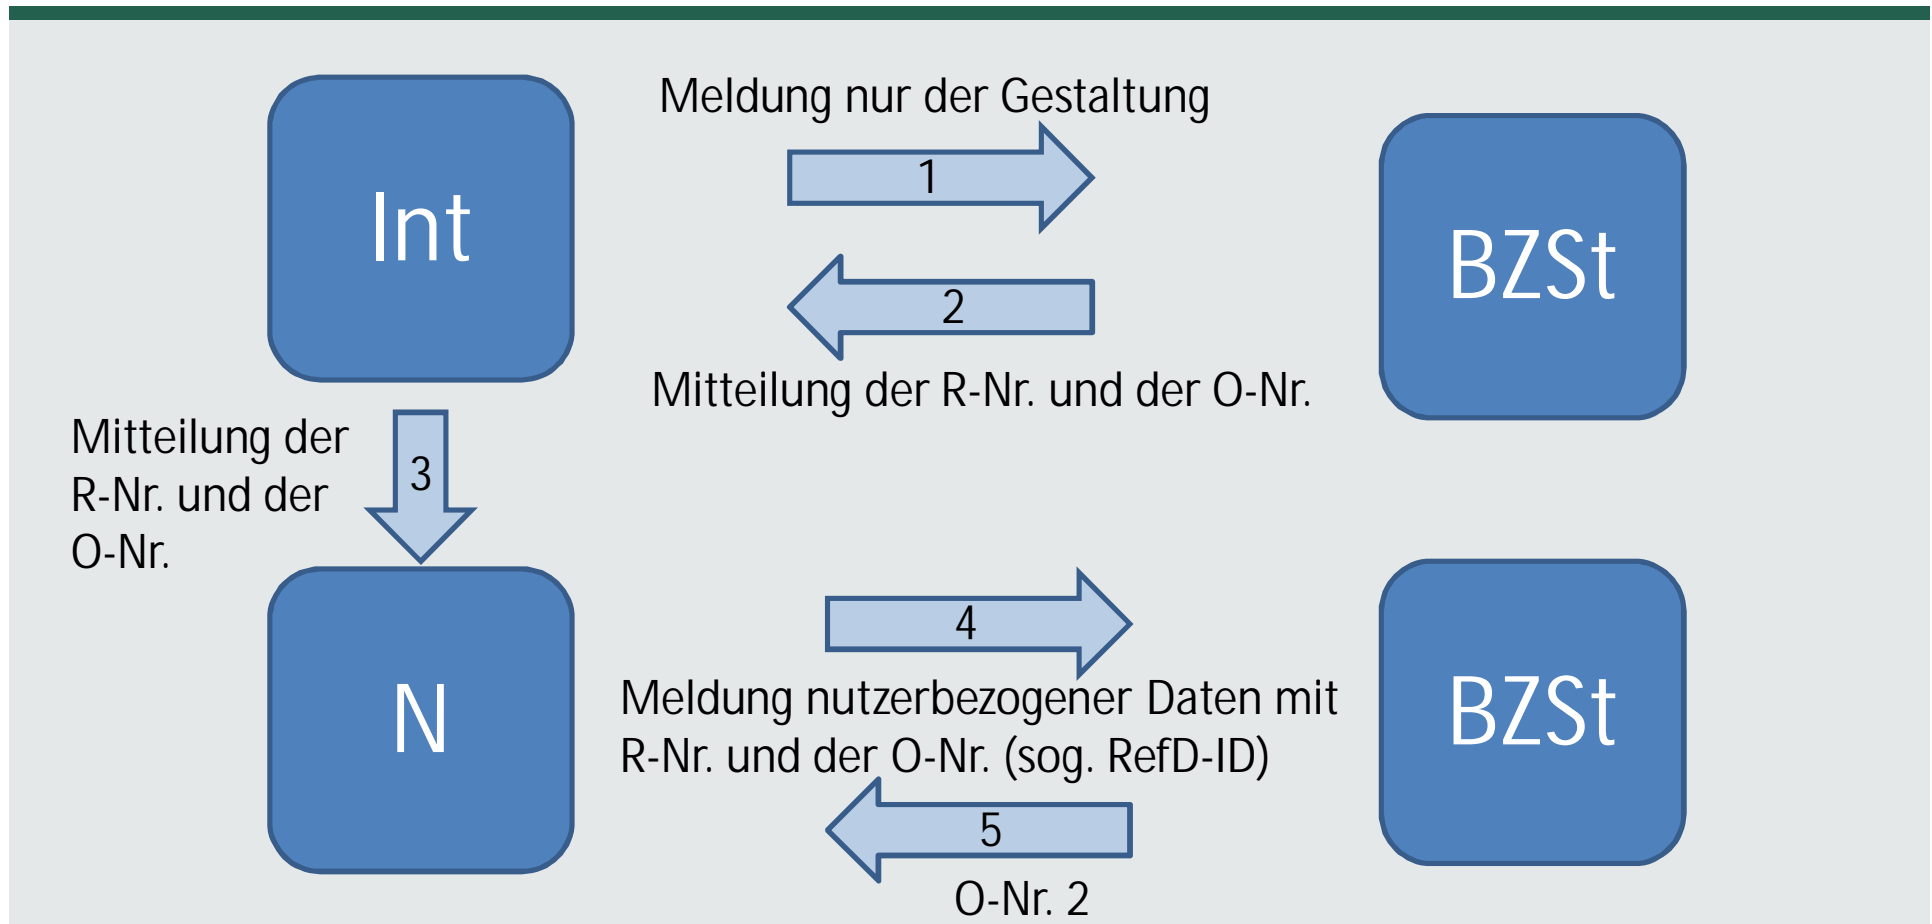 Meldung nur der Gestaltung
1
Int
BZSt
2
Mitteilung der R-Nr. und der O-Nr.
Mitteilung der
R-Nr. und der
O-Nr.
3
4
N
BZSt
Meldung nutzerbezogener Daten mit
R-Nr. und der O-Nr. (sog. RefD-ID)
5
O-Nr. 2